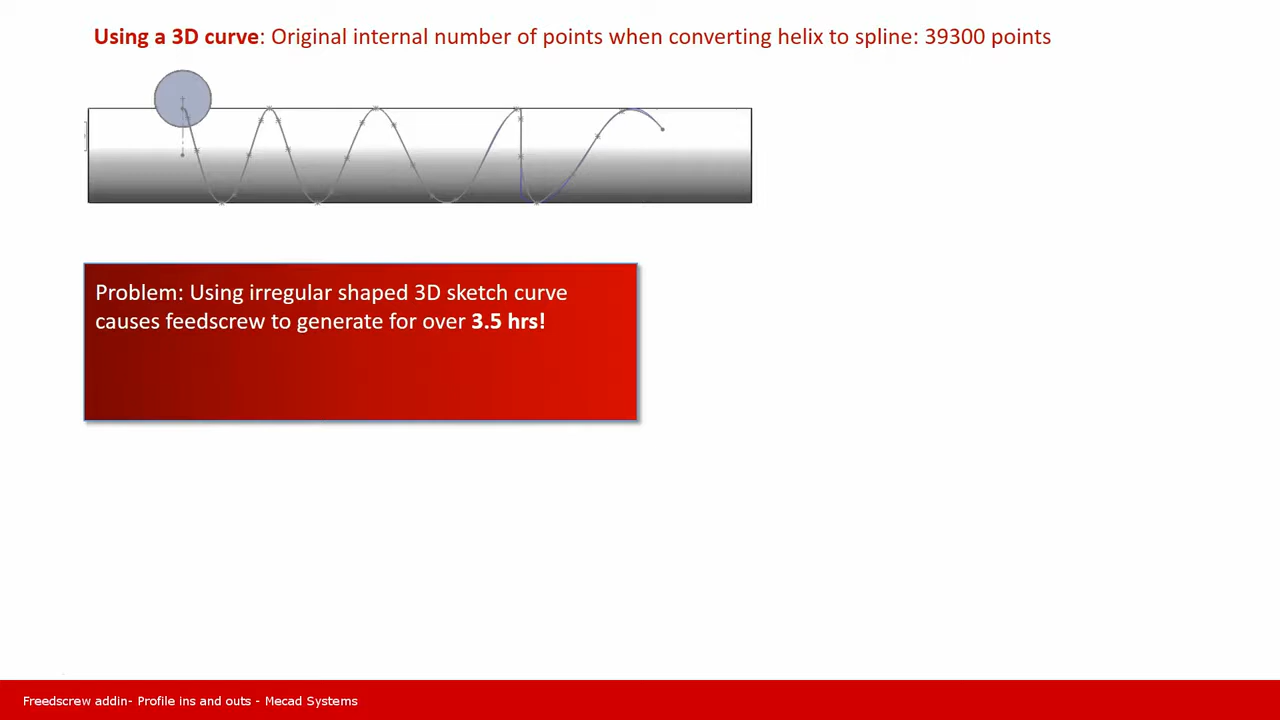 Using a 3D curve: Original internal number of points when converting helix to spline: 39300 points
Problem: Using irregular shaped 3D sketch curve
causes feedscrew to generate for over 3.5 hrs!
Freedscrew addin- Profile ins and outs - Mecad Systems